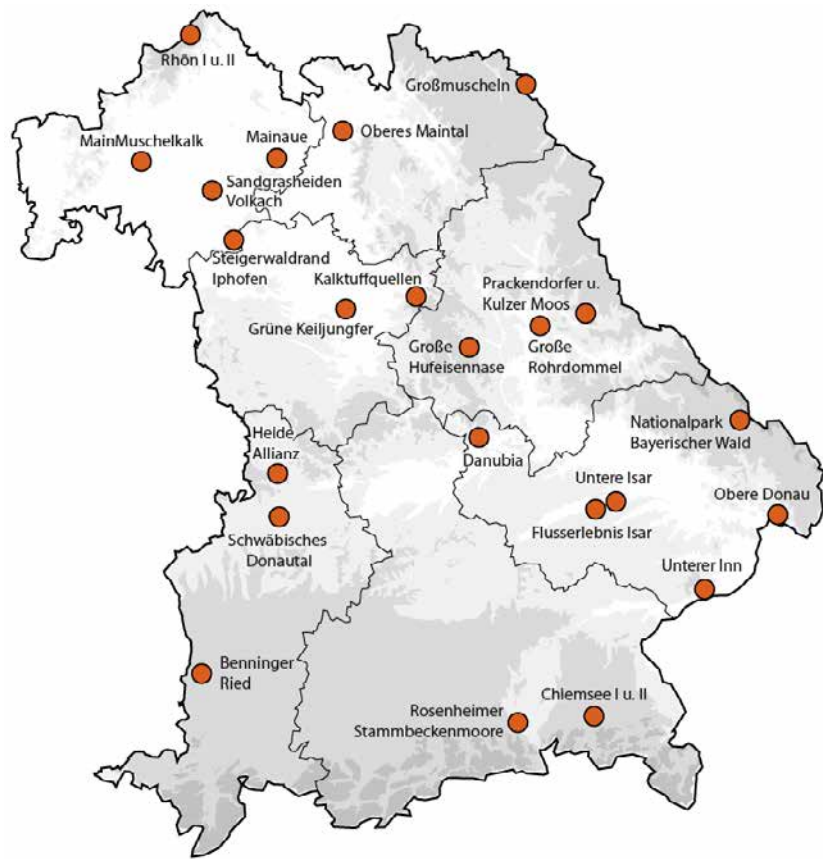 Rhön I u. II
Großmuscheln
Oberes Maintal
MainMuschelkalk
Mainaue
Sandgrasheiden
Volkach
Steigerwaldrand
Iphofen
Kalktuffquellen
Grüne Keiljungfer
Prackendorfer u.
Kulzer Moos
Große
Hufeisennase
Große
Rohrdommel
Nationalpark
Bayerischer Wald
Heide
Allianz
Danubia
Untere Isar
Flusserlebnis Isar
Obere Donau
Schwäbisches
Donautal
Unterer Inn
Benninger
Ried
Chiemsee I u. II
Rosenheimer
Stammbeckenmoore